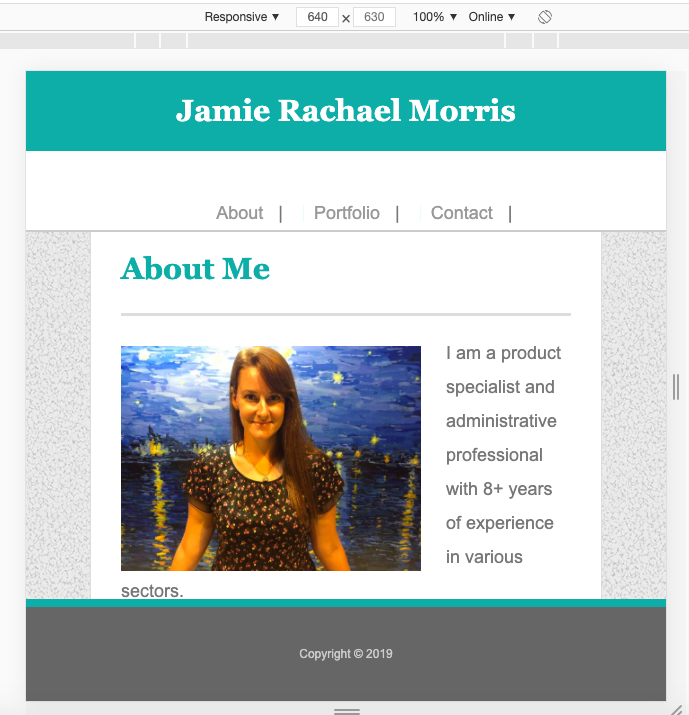 Responsive ▼ 640 × 630 100% ▼ Online ▼
Jamie Rachael Morris
About | Portfolio | Contact |
About Me
I am a product
specialist and
administrative
professional
with 8+ years
of experience
in various
sectors.
Copyright © 2019